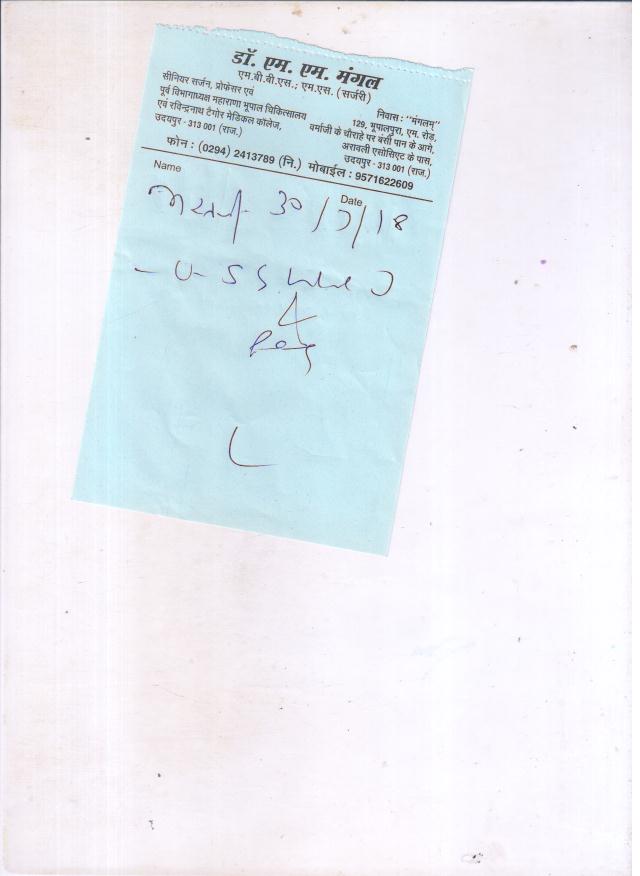 डॉ. एम. एम. मंगल
एम.बी.बी.एस.; एम.एस. (सर्जरी)
सीनियर सर्जन, प्रोफेसर एवं
पूर्व विभागाध्यक्ष महाराणा भूपाल चिकित्सालय
एवं रविन्द्रनाथ टैगोर मेडिकल कॉलेज,
उदयपुर - 313 001 (राज.)
निवास : "मंगलम्"
129, भूपालपुरा, एम. रोड,
वर्माजी के चौराहे पर बंसी पान के आगे,
अरावली एसोसिएट के पास,
उदयपुर - 313 001 (राज.)
फोन : (0294) 2413789 (नि.) मोबाईल : 9571622609
Name Date
30/7/18